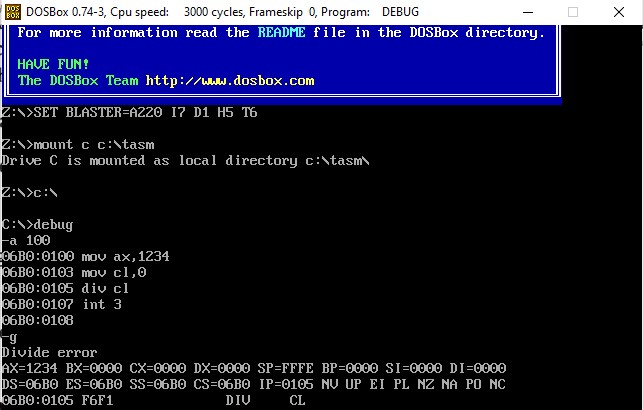 DOSBox 0.74-3, Cpu speed:    3000 cycles, Frameskip  0, Program:    DEBUG
For more information read the README file in the DOSBox directory.
HAVE FUN!
The DOSBox Team http://www.dosbox.com
Z:\>SET BLASTER=A220 I7 D1 H5 T6
Z:\>mount c c:\tasm
Drive C is mounted as local directory c:\tasm\
Z:\>c:\
C:\>debug
-a 100
06B0:0100 mov ax,1234
06B0:0103 mov cl,0
06B0:0105 div cl
06B0:0107 int 3
06B0:0108
-g
Divide error
AX=1234 BX=0000 CX=0000 DX=0000 SP=FFFE BP=0000 SI=0000 DI=0000
DS=06B0 ES=06B0 SS=06B0 CS=06B0 IP=0105 NV UP EI PL NZ NA PO NC
06B0:0105 F6F1              DIV     CL